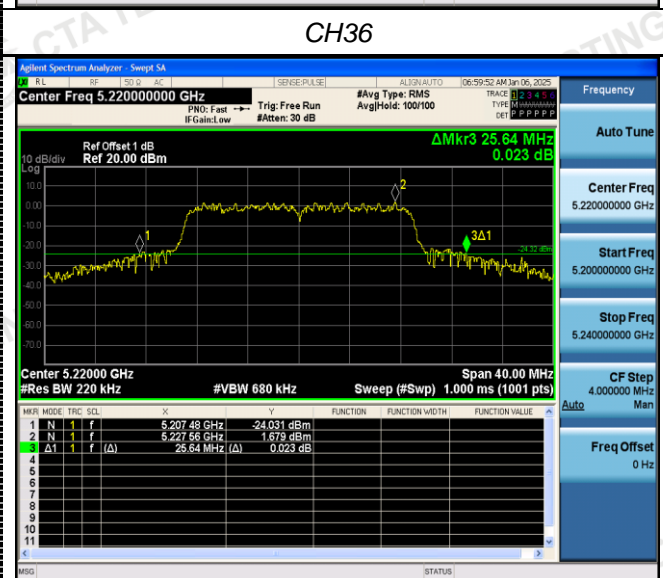 CH36
Agilent Spectrum Analyzer - Swept SA
RL RF 50 Ω AC SENSE:PULSE ALIGN AUTO 06:59:52 AM Jan 06, 2025
Center Freq 5.220000000 GHz
PNO: Fast
IFGain:Low
Trig: Free Run
#Atten: 30 dB
#Avg Type: RMS
Avg|Hold: 100/100
TRACE 1 2 3 4 5 6
TYPE M
DET P P P P P P
Ref Offset 1 dB
Ref 20.00 dBm
10 dB/div
Log
ΔMkr3 25.64 MHz
0.023 dB
10.0
0.00
-10.0
-20.0
-30.0
-40.0
-50.0
-60.0
-70.0
1
2
3Δ1
-24.32 dBm
Center 5.22000 GHz
Span 40.00 MHz
#Res BW 220 kHz #VBW 680 kHz Sweep (#Swp) 1.000 ms (1001 pts)
MKR MODE TRC SCL X Y FUNCTION FUNCTION WIDTH FUNCTION VALUE
1 N 1 f 5.207 48 GHz -24.031 dBm
2 N 1 f 5.227 56 GHz 1.679 dBm
3 Δ1 1 f (Δ) 25.64 MHz (Δ) 0.023 dB
4
5
6
7
8
9
10
11
MSG STATUS
Frequency
Auto Tune
Center Freq
5.220000000 GHz
Start Freq
5.200000000 GHz
Stop Freq
5.240000000 GHz
CF Step
4.000000 MHz
Auto Man
Freq Offset
0 Hz